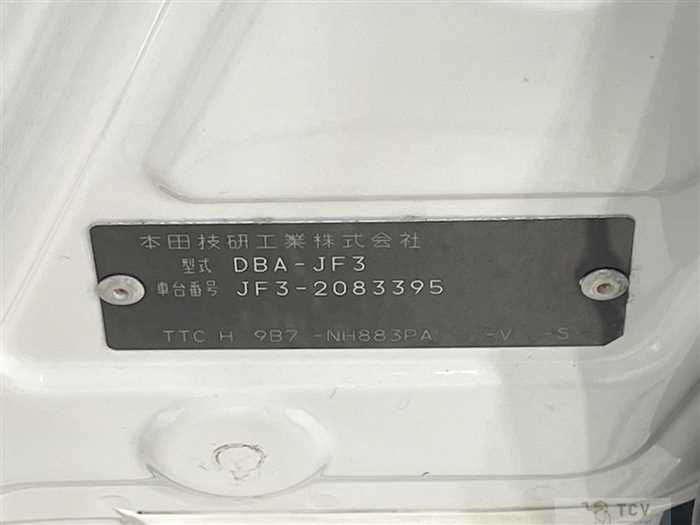 本田技研工業株式会社
型式 DBA-JF3
車台番号 JF3-2083395
TTC H 9B7 -NH883PA -V -S
TCV